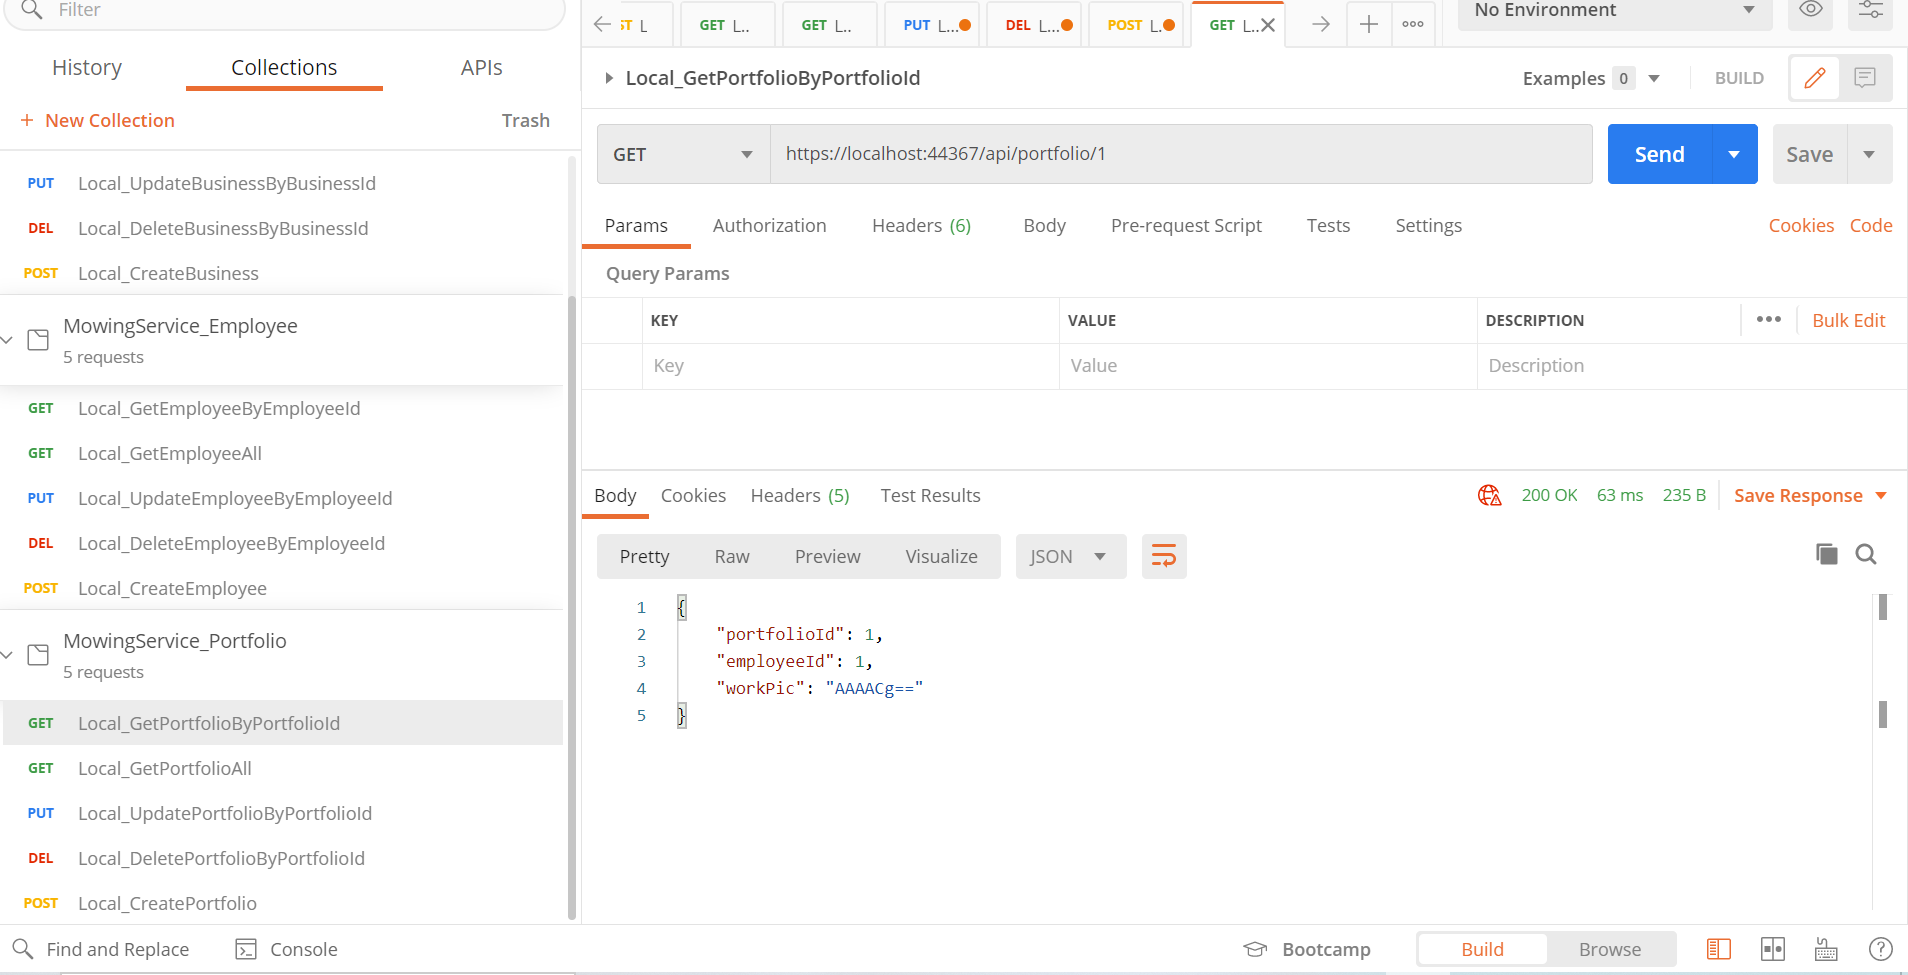 Filter
History Collections APIs
+ New Collection Trash
PUT Local_UpdateBusinessByBusinessId
DEL Local_DeleteBusinessByBusinessId
POST Local_CreateBusiness
MowingService_Employee
5 requests
GET Local_GetEmployeeByEmployeeId
GET Local_GetEmployeeAll
PUT Local_UpdateEmployeeByEmployeeId
DEL Local_DeleteEmployeeByEmployeeId
POST Local_CreateEmployee
MowingService_Portfolio
5 requests
GET Local_GetPortfolioByPortfolioId
GET Local_GetPortfolioAll
PUT Local_UpdatePortfolioByPortfolioId
DEL Local_DeletePortfolioByPortfolioId
POST Local_CreatePortfolio
ST L GET L.. GET L.. PUT L... DEL L... POST L. GET L.. No Environment
Local_GetPortfolioByPortfolioId Examples 0 BUILD
GET https://localhost:44367/api/portfolio/1 Send Save
Params Authorization Headers (6) Body Pre-request Script Tests Settings Cookies Code
Query Params
KEY VALUE DESCRIPTION Bulk Edit
Key Value Description
Body Cookies Headers (5) Test Results 200 OK 63 ms 235 B Save Response
Pretty Raw Preview Visualize JSON
1 {
2 "portfolioId": 1,
3 "employeeId": 1,
4 "workPic": "AAAACg=="
5 }
Find and Replace Console Bootcamp Build Browse